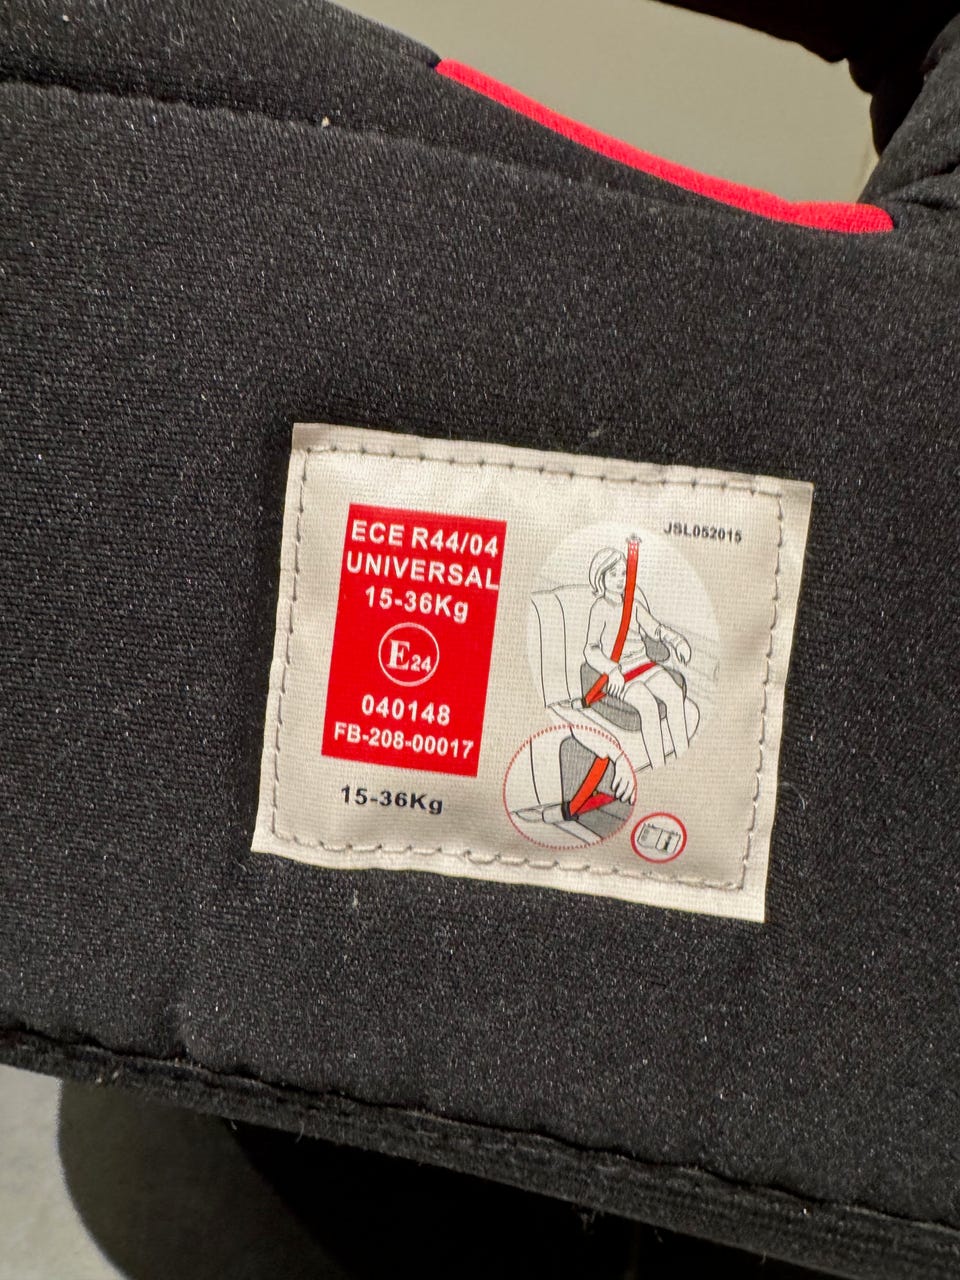 ECE R44/04
UNIVERSAL
15-36Kg
E24
040148
FB-208-00017
15-36Kg
JSL052015